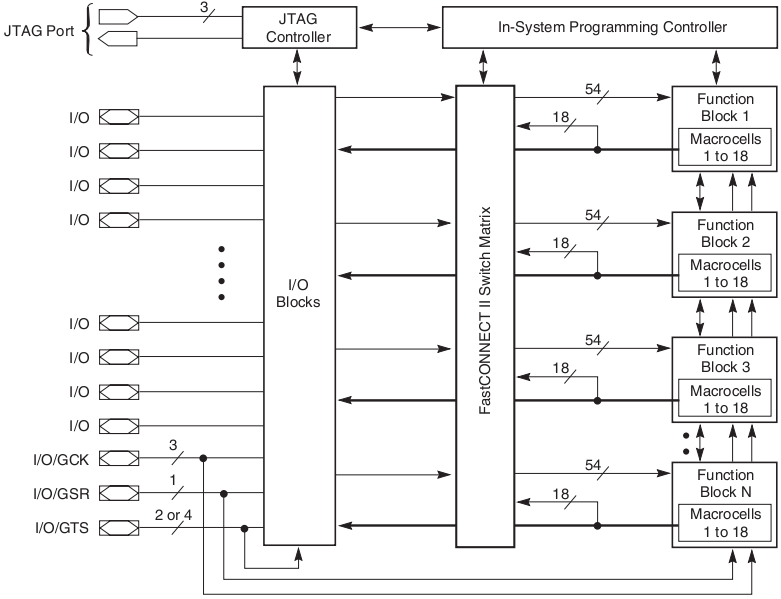 JTAG Port
3
JTAG
Controller
In-System Programming Controller
I/O
I/O
I/O
I/O
I/O
I/O
I/O
I/O
I/O/GCK
3
I/O/GSR
1
I/O/GTS
2 or 4
I/O
Blocks
FastCONNECT II Switch Matrix
54
18
Function
Block 1
Macrocells
1 to 18
54
18
Function
Block 2
Macrocells
1 to 18
54
18
Function
Block 3
Macrocells
1 to 18
54
18
Function
Block N
Macrocells
1 to 18